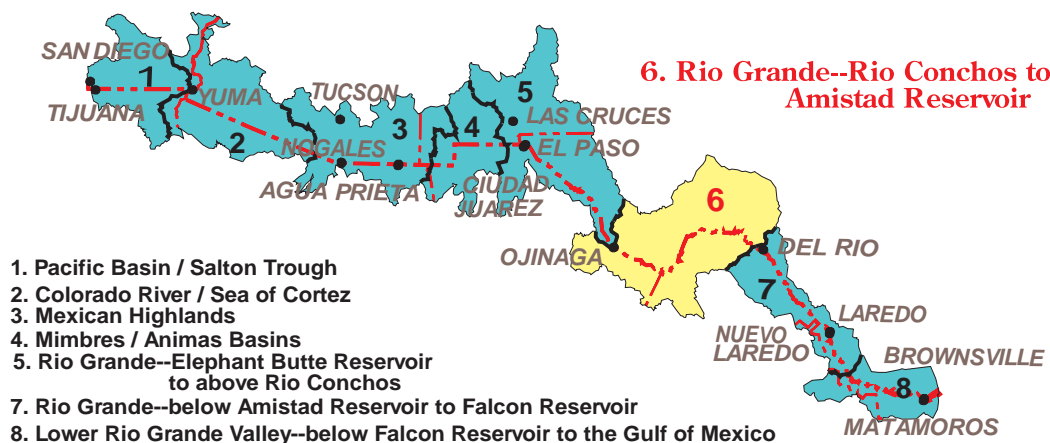 SAN DIEGO
1
TIJUANA
YUMA
2
TUCSON
NOGALES
3
AGUA PRIETA
4
5
LAS CRUCES
EL PASO
CIUDAD
JUAREZ
6. Rio Grande--Rio Conchos to
Amistad Reservoir
6
OJINAGA
DEL RIO
7
NUEVO
LAREDO
LAREDO
BROWNSVILLE
8
MATAMOROS
1. Pacific Basin / Salton Trough
2. Colorado River / Sea of Cortez
3. Mexican Highlands
4. Mimbres / Animas Basins
5. Rio Grande--Elephant Butte Reservoir
to above Rio Conchos
7. Rio Grande--below Amistad Reservoir to Falcon Reservoir
8. Lower Rio Grande Valley--below Falcon Reservoir to the Gulf of Mexico